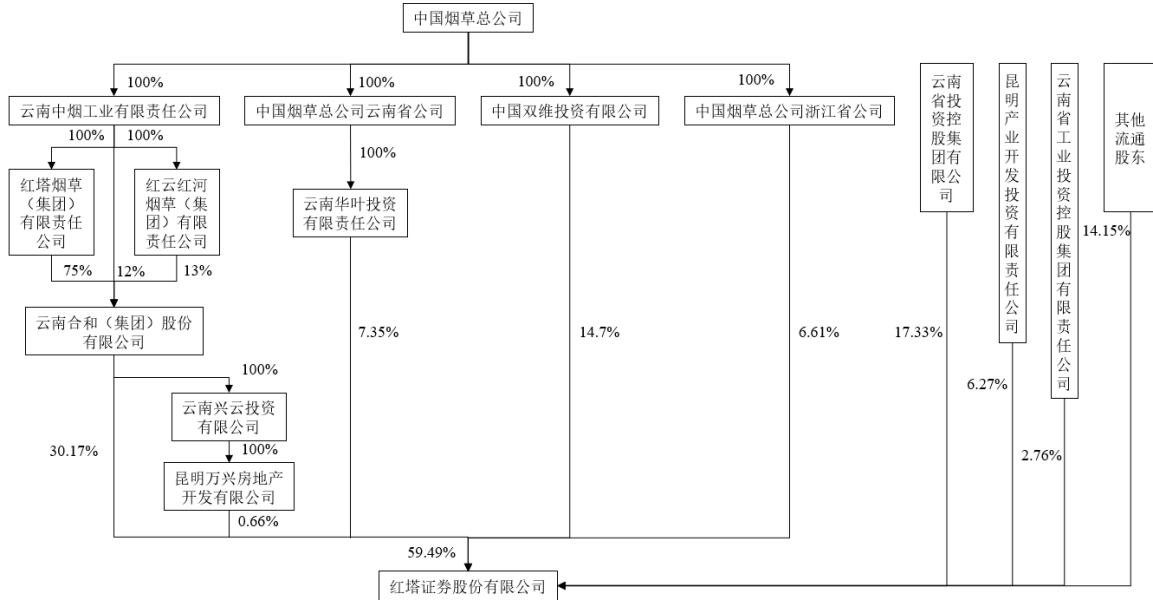 中国烟草总公司
100%
100%
100%
100%
云南中烟工业有限责任公司
中国烟草总公司云南省公司
中国双维投资有限公司
中国烟草总公司浙江省公司
云南省投资控股集团有限公司
昆明产业开发投资有限责任公司
云南省工业投资控股集团有限责任公司
其他
流通
股东
100%
100%
100%
红塔烟草
（集团）
有限责任
公司
红云红河
烟草（集
团）有限
责任公司
云南华叶投资
有限责任公司
14.15%
75%
12%
13%
云南合和（集团）股份
有限公司
7.35%
14.7%
6.61%
17.33%
6.27%
100%
云南兴云投资
有限公司
30.17%
100%
2.76%
昆明万兴房地产
开发有限公司
0.66%
59.49%
红塔证券股份有限公司